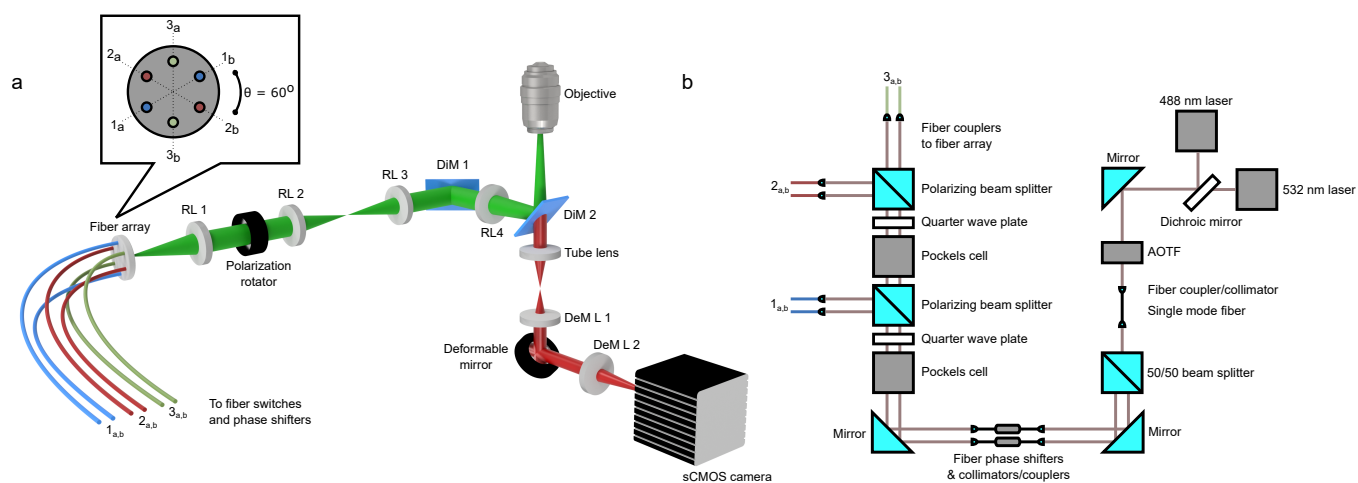 a
3a
2a
1b
θ = 60°
1a
2b
3b
Fiber array
RL 1
Polarization
rotator
RL 2
RL 3
DiM 1
RL4
Objective
DiM 2
Tube lens
DeM L 1
Deformable
mirror
DeM L 2
sCMOS camera
To fiber switches
and phase shifters
3a,b
2a,b
1a,b
b
3a,b
Fiber couplers
to fiber array
2a,b
Polarizing beam splitter
Quarter wave plate
Pockels cell
1a,b
Polarizing beam splitter
Quarter wave plate
Pockels cell
Mirror
Fiber phase shifters
& collimators/couplers
488 nm laser
Mirror
532 nm laser
Dichroic mirror
AOTF
Fiber coupler/collimator
Single mode fiber
50/50 beam splitter
Mirror